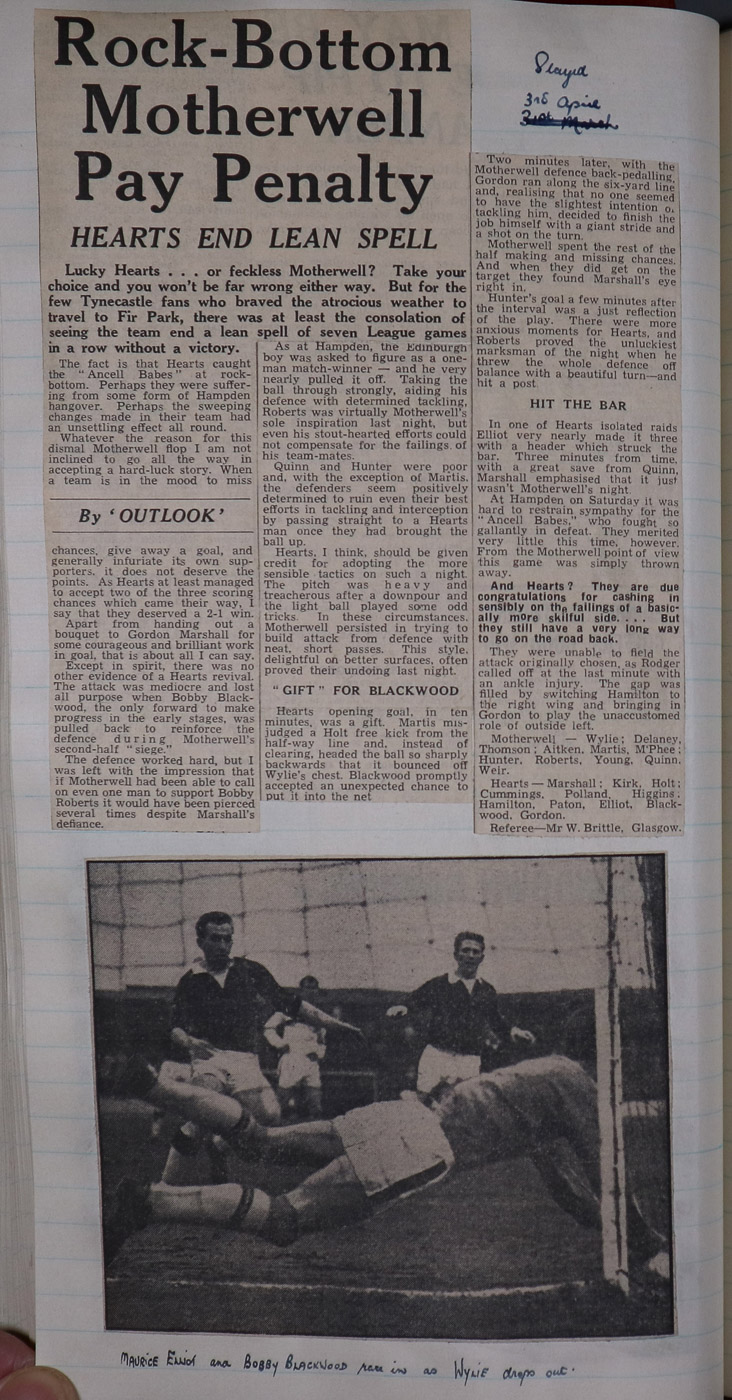 Rock-Bottom
Motherwell
Pay Penalty
HEARTS END LEAN SPELL
Lucky Hearts . . . or feckless Motherwell? Take your
choice and you won't be far wrong either way. But for the
few Tynecastle fans who braved the atrocious weather to
travel to Fir Park, there was at least the consolation of
seeing the team end a lean spell of seven League games
in a row without a victory.
The fact is that Hearts caught
the "Ancell Babes" at rock-
bottom. Perhaps they were suffer-
ing from some form of Hampden
hangover. Perhaps the sweeping
changes made in their team had
an unsettling effect all round.
Whatever the reason for this
dismal Motherwell flop I am not
inclined to go all the way in
accepting a hard-luck story. When
a team is in the mood to miss
By 'OUTLOOK'
chances, give away a goal, and
generally infuriate its own sup-
porters, it does not deserve the
points. As Hearts at least managed
to accept two of the three scoring
chances which came their way, I
say that they deserved a 2-1 win.
Apart from handing out a
bouquet to Gordon Marshall for
some courageous and brilliant work
in goal, that is about all I can say.
Except in spirit, there was no
other evidence of a Hearts revival.
The attack was mediocre and lost
all purpose when Bobby Black-
wood, the only forward to make
progress in the early stages, was
pulled back to reinforce the
defence during Motherwell's
second-half "siege."
The defence worked hard, but I
was left with the impression that
if Motherwell had been able to call
on even one man to support Bobby
Roberts it would have been pierced
several times despite Marshall's
defiance.
As at Hampden, the Edinburgh
boy was asked to figure as a one-
man match-winner — and he very
nearly pulled it off. Taking the
ball through strongly, aiding his
defence with determined tackling,
Roberts was virtually Motherwell's
sole inspiration last night, but
even his stout-hearted efforts could
not compensate for the failings of
his team-mates.
Quinn and Hunter were poor
and, with the exception of Martis,
the defenders seem positively
determined to ruin even their best
efforts in tackling and interception
by passing straight to a Hearts
man once they had brought the
ball up.
Hearts, I think, should be given
credit for adopting the more
sensible tactics on such a night.
The pitch was heavy and
treacherous after a downpour and
the light ball played some odd
tricks. In these circumstances,
Motherwell persisted in trying to
build attack from defence with
neat, short passes. This style,
delightful on better surfaces, often
proved their undoing last night.
"GIFT" FOR BLACKWOOD
Hearts opening goal, in ten
minutes, was a gift. Martis mis-
judged a Holt free kick from the
half-way line and, instead of
clearing, headed the ball so sharply
backwards that it bounced off
Wylie's chest. Blackwood promptly
accepted an unexpected chance to
put it into the net
Played
3rd April
31st March
Two minutes later, with the
Motherwell defence back-pedalling,
Gordon ran along the six-yard line
and, realising that no one seemed
to have the slightest intention o.
tackling him, decided to finish the
job himself with a giant stride and
a shot on the turn.
Motherwell spent the rest of the
half making and missing chances.
And when they did get on the
target they found Marshall's eye
right in.
Hunter's goal a few minutes after
the interval was a just reflection
of the play. There were more
anxious moments for Hearts, and
Roberts proved the unluckiest
marksman of the night when he
threw the whole defence off
balance with a beautiful turn—and
hit a post
HIT THE BAR
In one of Hearts isolated raids
Elliot very nearly made it three
with a header which struck the
bar. Three minutes from time,
with a great save from Quinn,
Marshall emphasised that it just
wasn't Motherwell's night.
At Hampden on Saturday it was
hard to restrain sympathy for the
"Ancell Babes," who fought so
gallantly in defeat. They merited
very little this time, however.
From the Motherwell point of view
this game was simply thrown
away.
And Hearts? They are due
congratulations for cashing in
sensibly on the failings of a basic-
ally more skilful side. . . . But
they still have a very long way
to go on the road back.
They were unable to field the
attack originally chosen, as Rodger
called off at the last minute with
an ankle injury. The gap was
filled by switching Hamilton to
the right wing and bringing in
Gordon to play the unaccustomed
role of outside left.
Motherwell — Wylie; Delaney,
Thomson; Aitken, Martis, M'Phee;
Hunter, Roberts, Young, Quinn,
Weir.
Hearts — Marshall; Kirk, Holt;
Cummings, Polland, Higgins;
Hamilton, Paton, Elliot, Black-
wood, Gordon.
Referee—Mr W. Brittle, Glasgow.
MAURICE ELLIOT and BOBBY BLACKWOOD race in as WYLIE drops out.